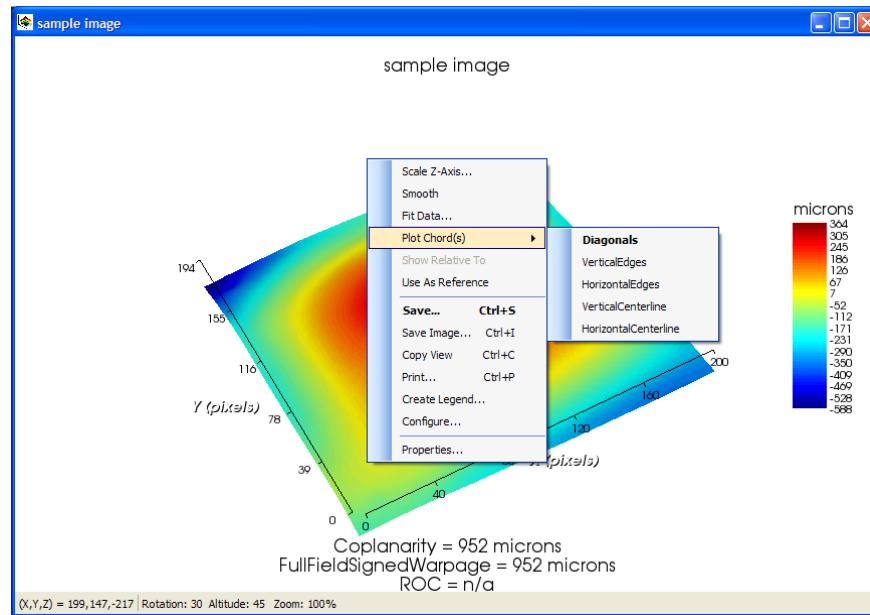 sample image
sample image
Scale Z-Axis...
Smooth
Fit Data...
Plot Chord(s)
Show Relative To
Use As Reference
Save... Ctrl+S
Save Image... Ctrl+I
Copy View Ctrl+C
Print... Ctrl+P
Create Legend...
Configure...
Properties...
Diagonals
VerticalEdges
HorizontalEdges
VerticalCenterline
HorizontalCenterline
microns
364
305
245
186
126
67
7
-52
-112
-171
-231
-290
-350
-409
-469
-528
-588
194
155
116
78
39
0
Y (pixels)
0
40
120
160
200
(pixels)
Coplanarity = 952 microns
FullFieldSignedWarpage = 952 microns
ROC = n/a
(X,Y,Z) = 199,147,-217 Rotation: 30 Altitude: 45 Zoom: 100%